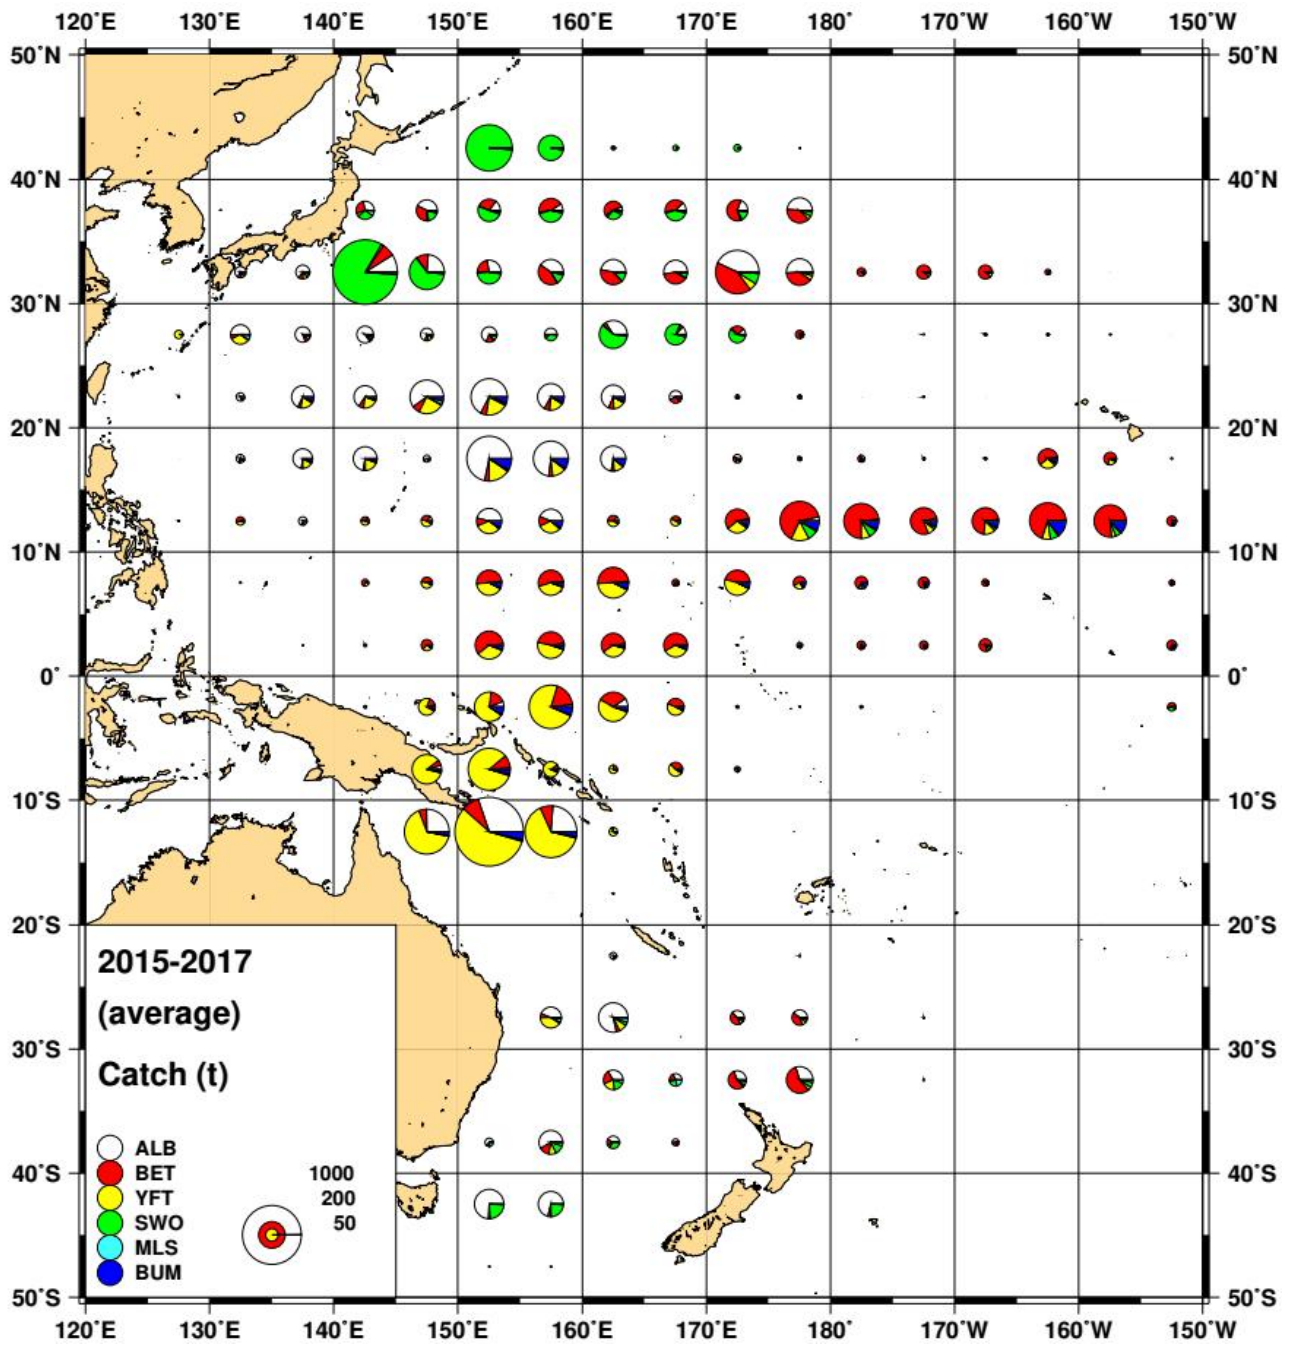 120˚E 130˚E 140˚E 150˚E 160˚E 170˚E 180˚ 170˚W 160˚W 150˚W
50˚N 50˚N
40˚N 40˚N
30˚N 30˚N
20˚N 20˚N
10˚N 10˚N
0˚ 0˚
10˚S 10˚S
20˚S 20˚S
2015-2017
(average)
30˚S 30˚S
Catch (t)
ALB
BET 1000
40˚S 40˚S
YFT 200
SWO 50
MLS
BUM
50˚S 50˚S
120˚E 130˚E 140˚E 150˚E 160˚E 170˚E 180˚ 170˚W 160˚W 150˚W